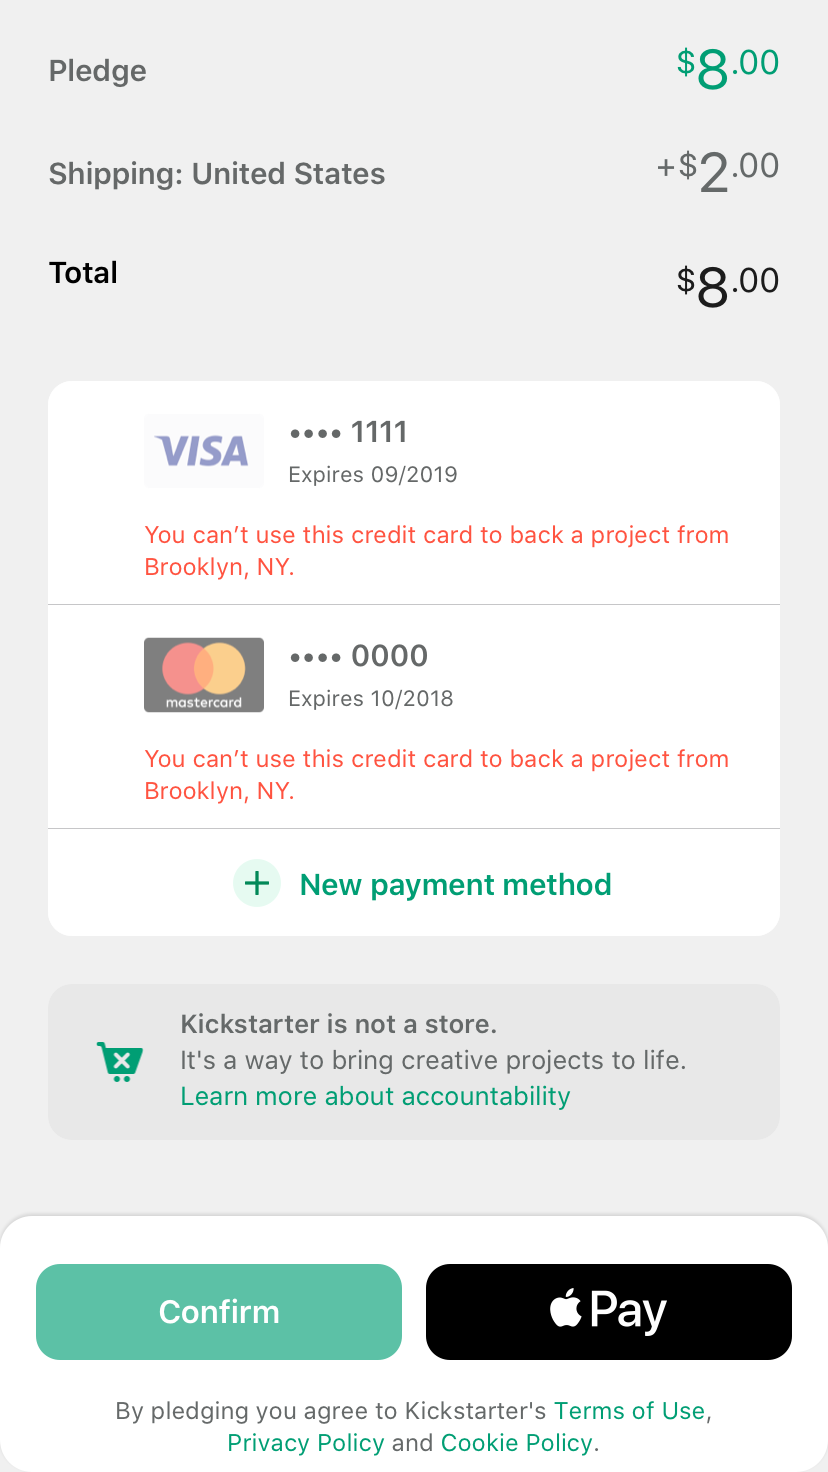 Pledge $8.00
Shipping: United States +$2.00
Total $8.00
VISA •••• 1111
Expires 09/2019
You can’t use this credit card to back a project from
Brooklyn, NY.
•••• 0000
mastercard Expires 10/2018
You can’t use this credit card to back a project from
Brooklyn, NY.
+ New payment method
Kickstarter is not a store.
It's a way to bring creative projects to life.
Learn more about accountability
Confirm Pay
By pledging you agree to Kickstarter's Terms of Use,
Privacy Policy and Cookie Policy.